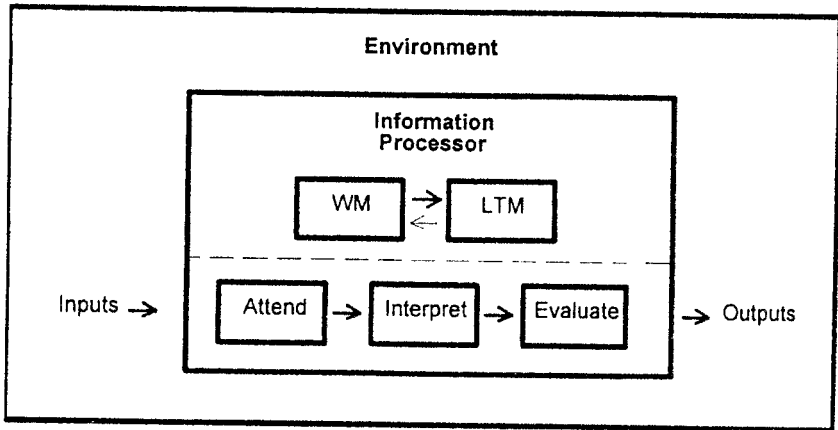 Environment
Information
Processor
WM
LTM
Inputs
Attend
Interpret
Evaluate
Outputs